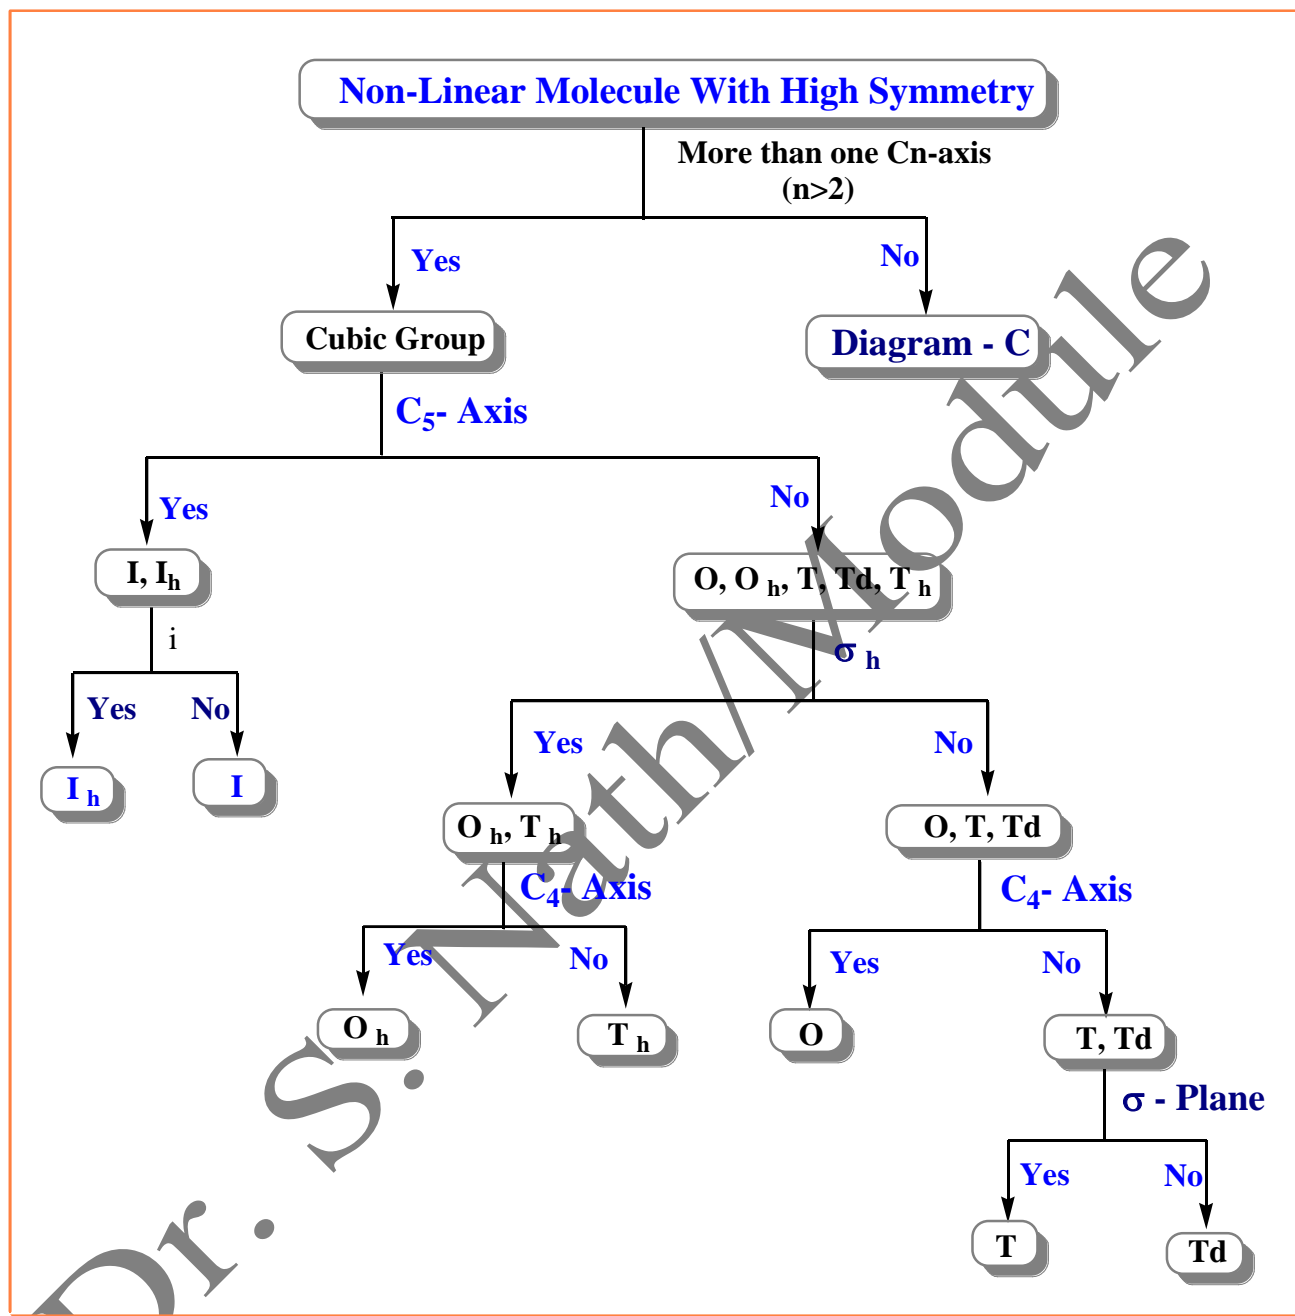 Non-Linear Molecule With High Symmetry
More than one Cn-axis
(n>2)
Yes
No
Cubic Group
Diagram - C
C5- Axis
Yes
No
I, Ih
O, O h, T, Td, T h
i
σ h
Yes
No
Yes
No
I h
I
O h, T h
O, T, Td
C4- Axis
C4- Axis
Yes
No
Yes
No
O h
T h
O
T, Td
σ - Plane
Yes
No
T
Td
Dr. S. Nath/Module